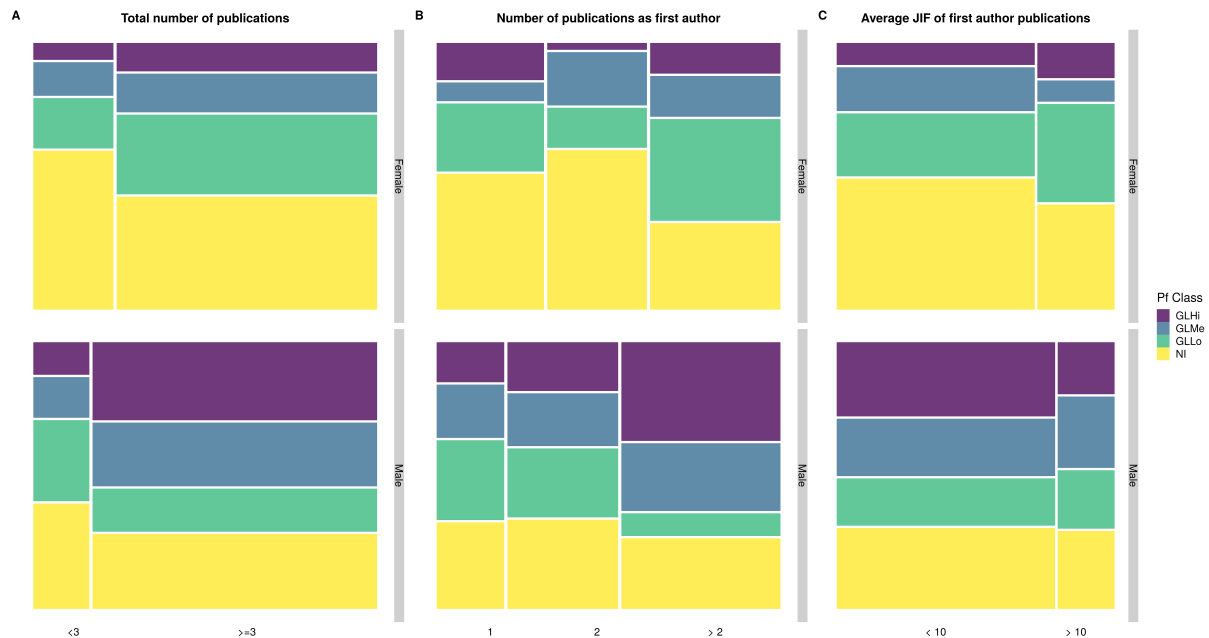 A Total number of publications
B Number of publications as first author
C Average JIF of first author publications
Female
Female
Female
Male
Male
Male
<3 >=3
1 2 > 2
< 10 > 10
Pf Class
GLHi
GLMe
GLLo
NI